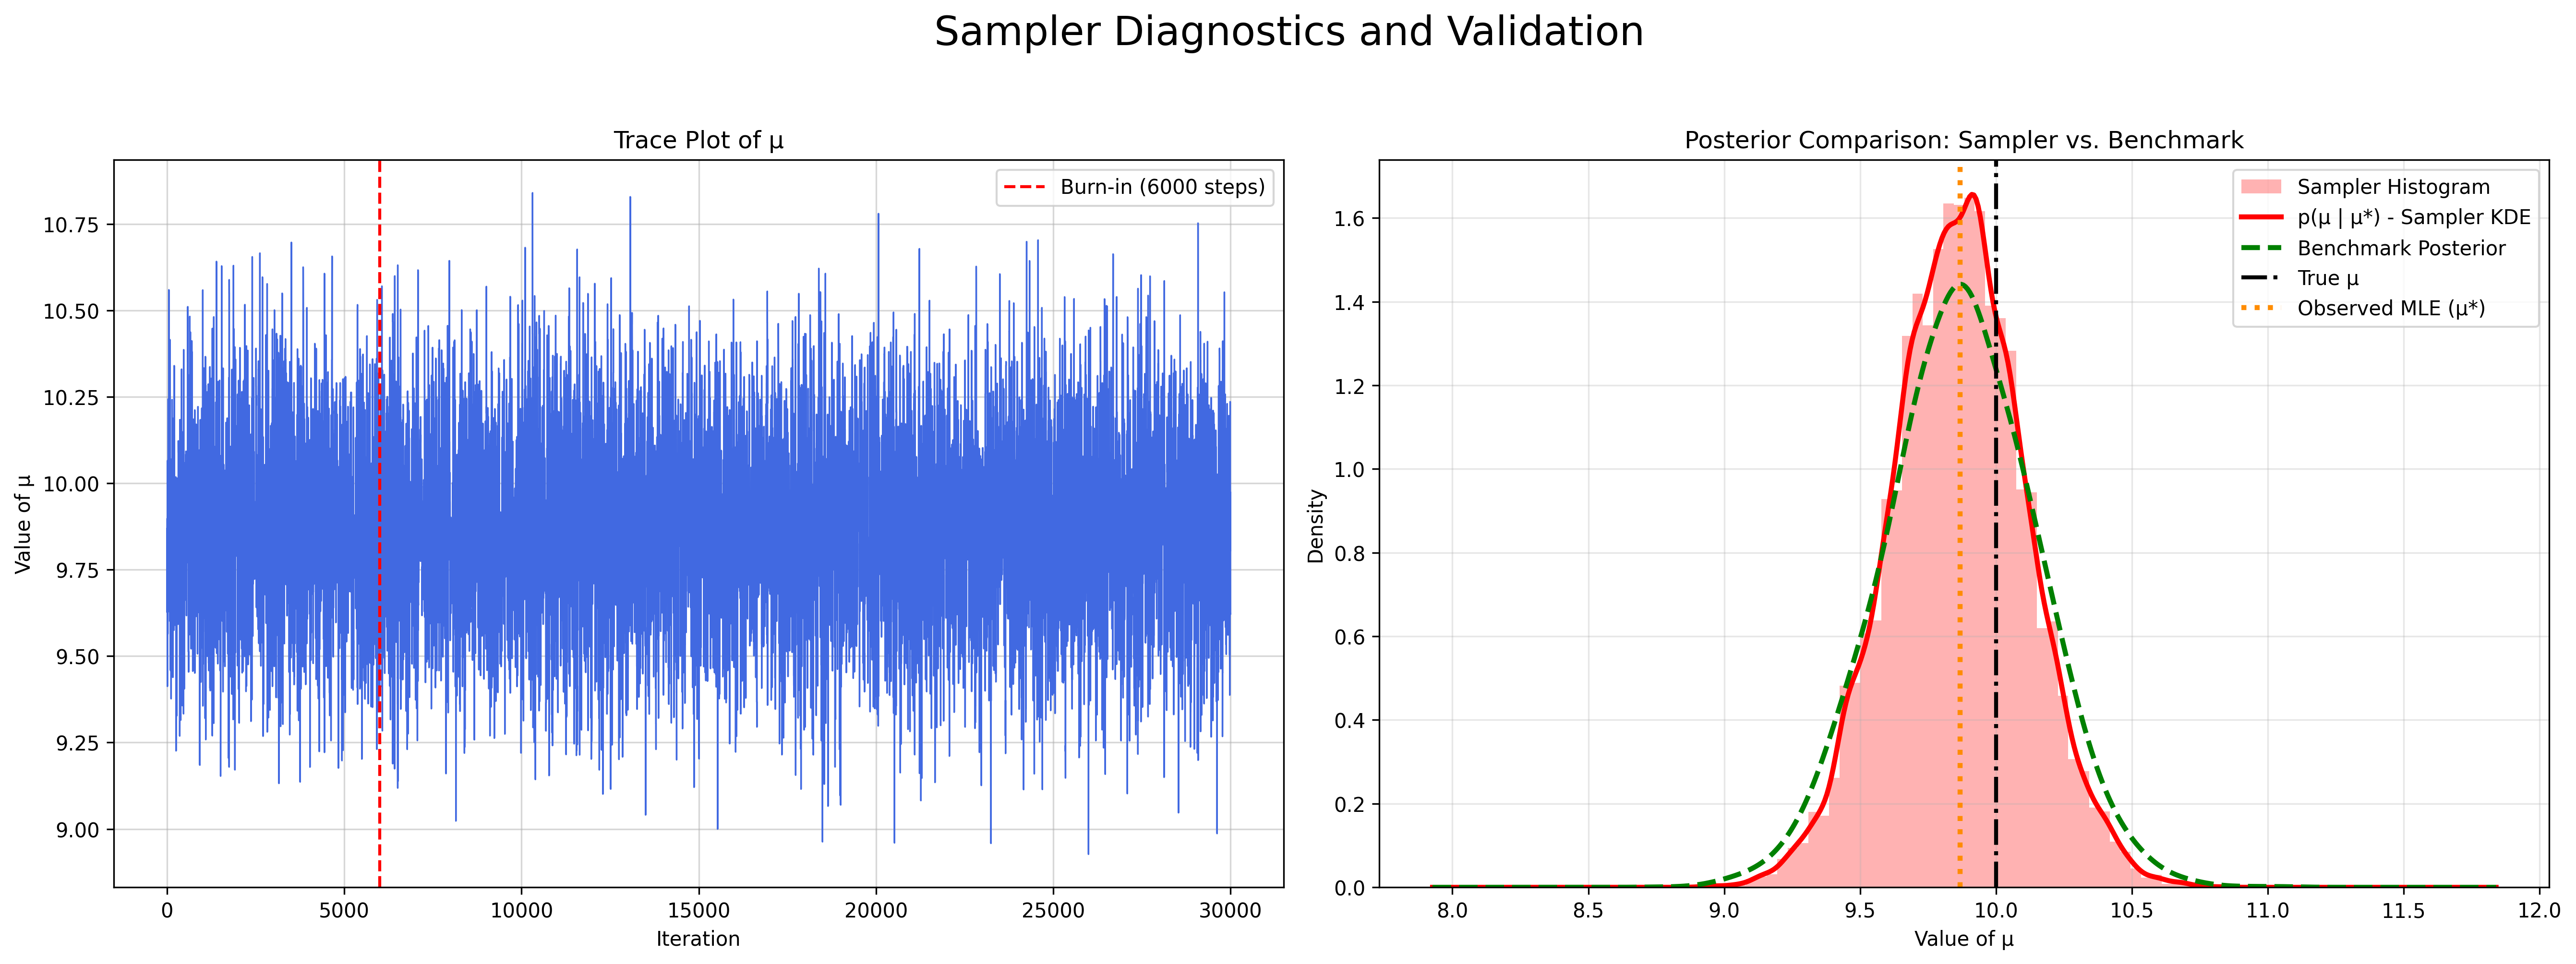 Sampler Diagnostics and Validation
Trace Plot of μ
Burn-in (6000 steps)
10.75
10.50
10.25
10.00
9.75
9.50
9.25
9.00
Value of μ
0
5000
10000
15000
20000
25000
30000
Iteration
Posterior Comparison: Sampler vs. Benchmark
Sampler Histogram
p(μ | μ*) - Sampler KDE
Benchmark Posterior
True μ
Observed MLE (μ*)
1.6
1.4
1.2
1.0
0.8
0.6
0.4
0.2
0.0
Density
8.0
8.5
9.0
9.5
10.0
10.5
11.0
11.5
12.0
Value of μ